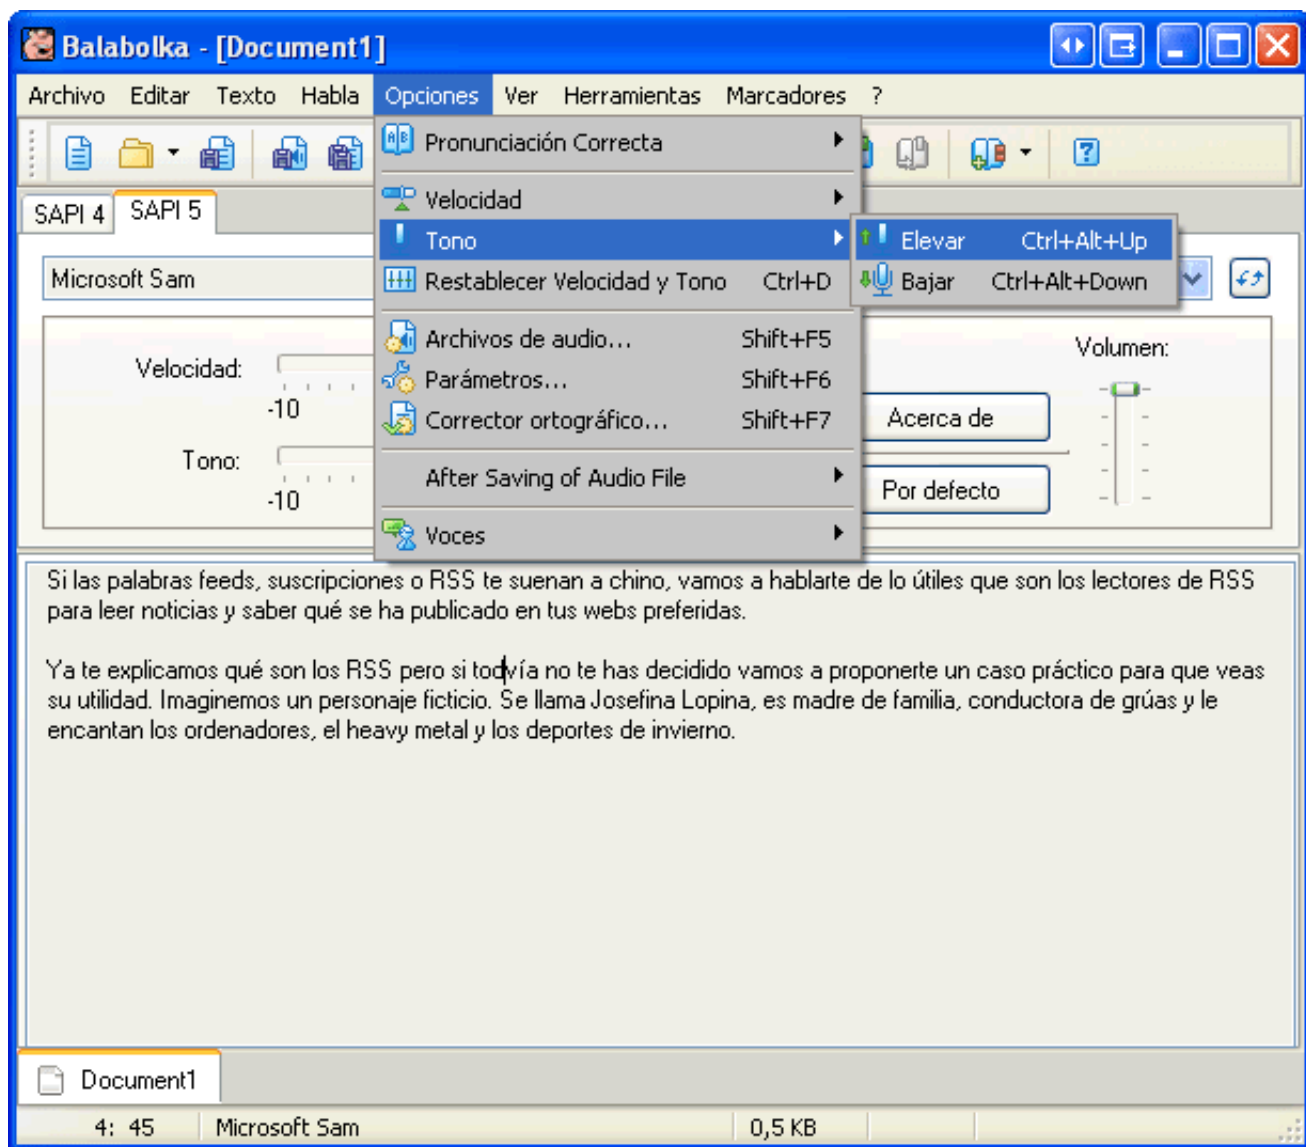 Balabolka - [Document1]
Archivo Editar Texto Habla Opciones Ver Herramientas Marcadores ?
Pronunciación Correcta
SAPI 4 SAPI 5
Velocidad
Tono
Elevar Ctrl+Alt+Up
Microsoft Sam
Restablecer Velocidad y Tono Ctrl+D
Bajar Ctrl+Alt+Down
Archivos de audio... Shift+F5
Parámetros... Shift+F6
Corrector ortográfico... Shift+F7
After Saving of Audio File
Voces
Velocidad:
-10
Tono:
-10
Volumen:
Acerca de
Por defecto
Si las palabras feeds, suscripciones o RSS te suenan a chino, vamos a hablarte de lo útiles que son los lectores de RSS
para leer noticias y saber qué se ha publicado en tus webs preferidas.
Ya te explicamos qué son los RSS pero si todvía no te has decidido vamos a proponerte un caso práctico para que veas
su utilidad. Imaginemos un personaje ficticio. Se llama Josefina Lopina, es madre de familia, conductora de grúas y le
encantan los ordenadores, el heavy metal y los deportes de invierno.
Document1
4: 45 Microsoft Sam 0,5 KB